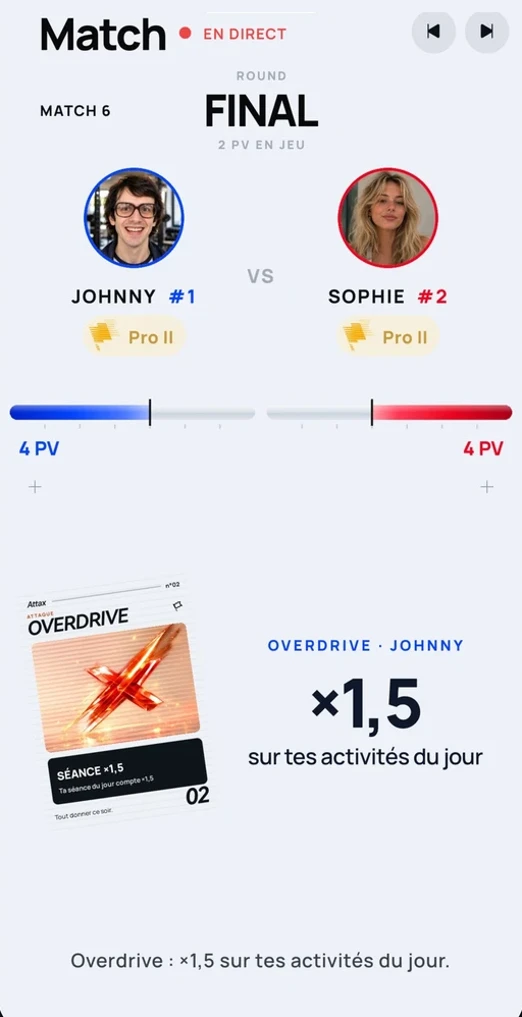 Match
EN DIRECT
ROUND
MATCH 6
FINAL
2 PV EN JEU
JOHNNY #1
VS
SOPHIE #2
Pro II
Pro II
4 PV
4 PV
+
+
Attax
n°02
ATTAQUE
OVERDRIVE
SÉANCE ×1,5
Ta séance du jour compte ×1,5
02
Tout donner ce soir.
OVERDRIVE · JOHNNY
×1,5
sur tes activités du jour
Overdrive : ×1,5 sur tes activités du jour.